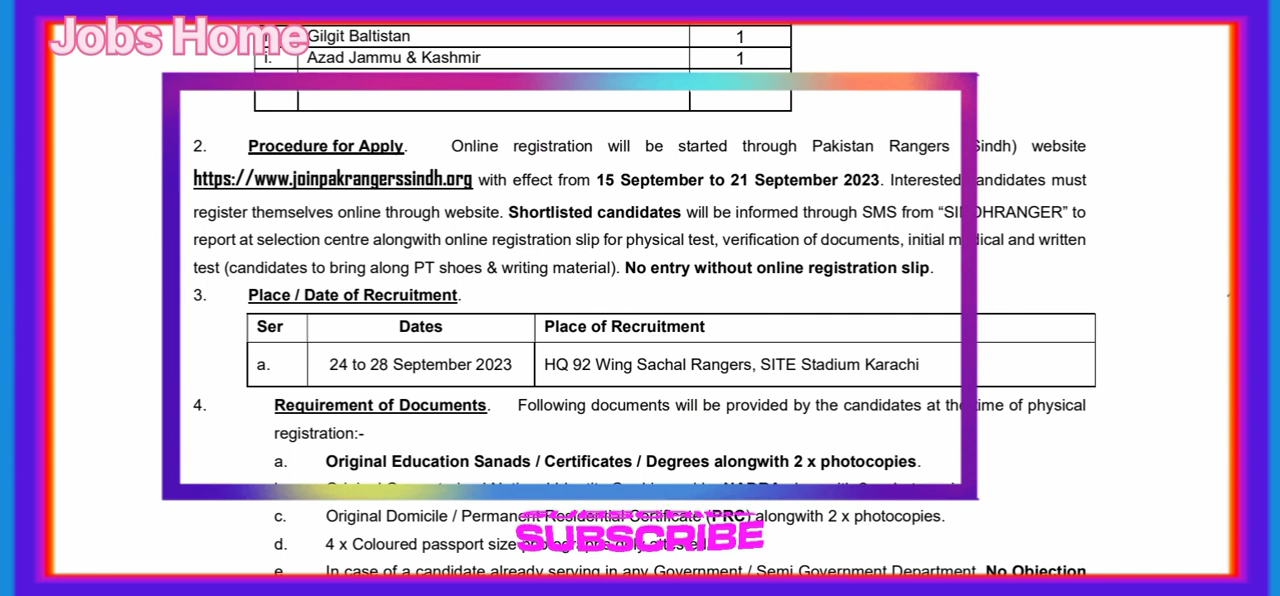 Jobs Home
Gilgit Baltistan 1
i. Azad Jammu & Kashmir 1
2. Procedure for Apply. Online registration will be started through Pakistan Rangers Sindh) website
https://www.joinpakrangerssindh.org with effect from 15 September to 21 September 2023. Interested candidates must
register themselves online through website. Shortlisted candidates will be informed through SMS from “SINDHRANGER” to
report at selection centre alongwith online registration slip for physical test, verification of documents, initial medical and written
test (candidates to bring along PT shoes & writing material). No entry without online registration slip.
3. Place / Date of Recruitment.
Ser Dates Place of Recruitment
a. 24 to 28 September 2023 HQ 92 Wing Sachal Rangers, SITE Stadium Karachi
4. Requirement of Documents. Following documents will be provided by the candidates at the time of physical
registration:-
a. Original Education Sanads / Certificates / Degrees alongwith 2 x photocopies.
c. Original Domicile / Permanent Residential Certificate (PRC) alongwith 2 x photocopies.
SUBSCRIBE
d. 4 x Coloured passport size
e. In case of a candidate already serving in any Government / Semi Government Department, No Objection